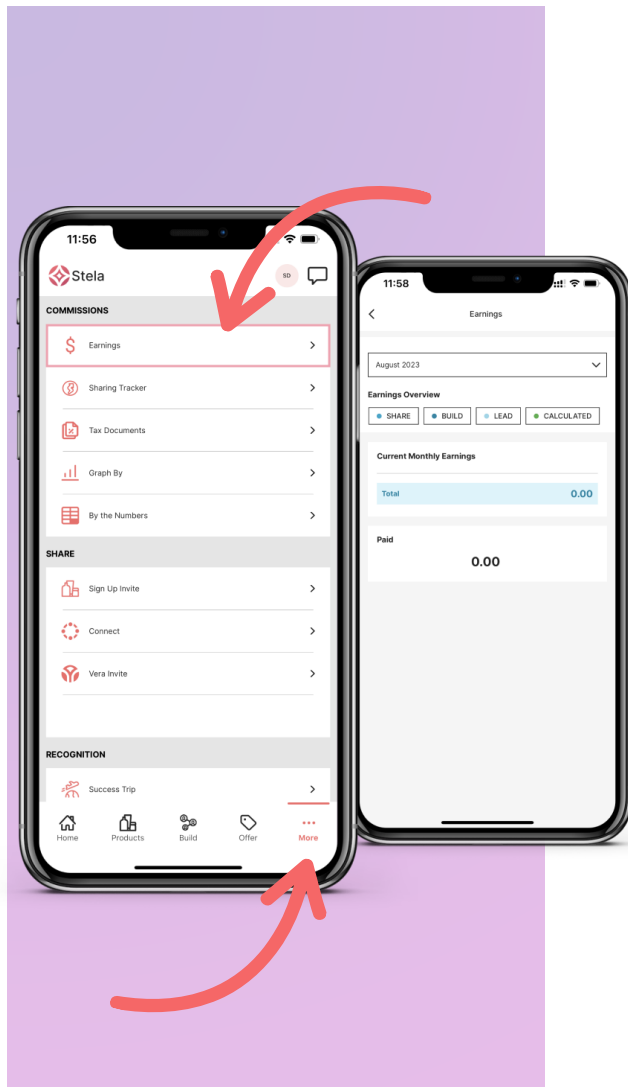 11:56
Stela
SD
COMMISSIONS
Earnings
Sharing Tracker
Tax Documents
Graph By
By the Numbers
SHARE
Sign Up Invite
Connect
Vera Invite
RECOGNITION
Success Trip
Home
Products
Build
Offer
More
11:58
Earnings
August 2023
Earnings Overview
SHARE
BUILD
LEAD
CALCULATED
Current Monthly Earnings
Total 0.00
Paid
0.00